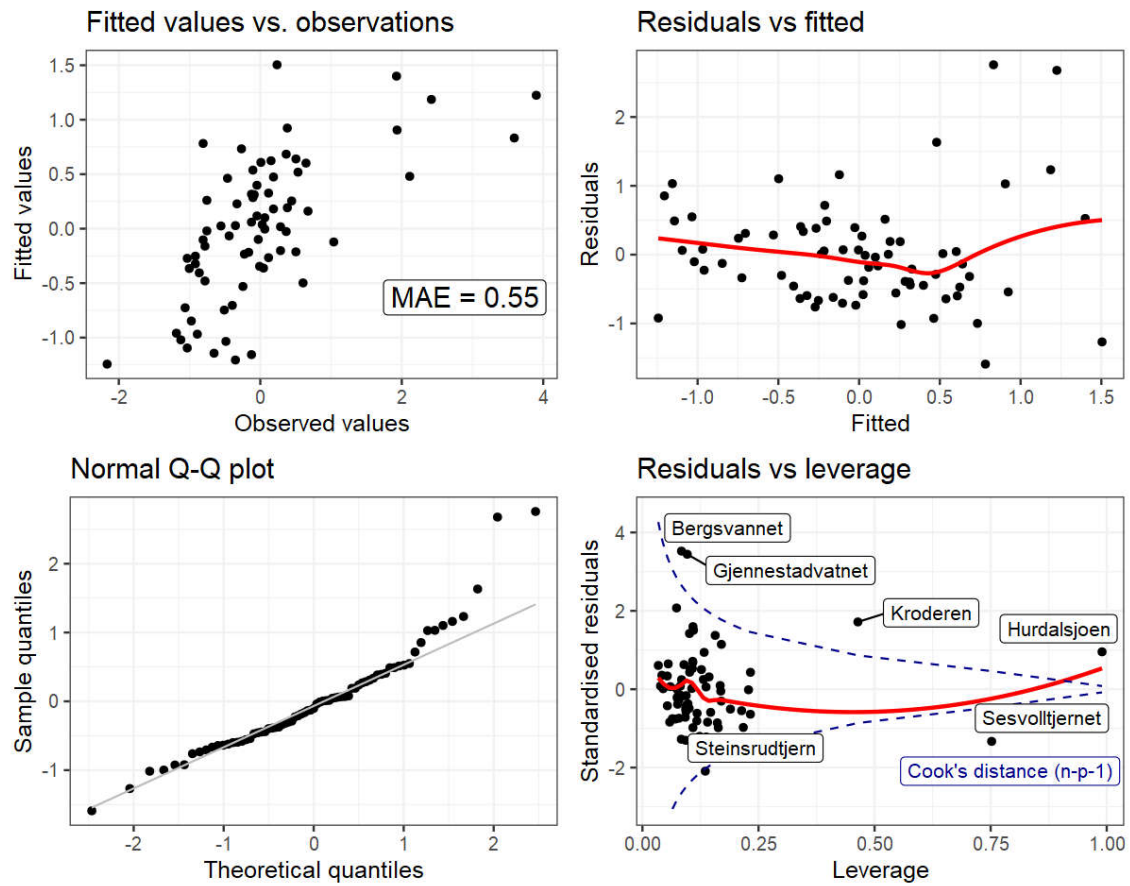 Fitted values vs. observations
1.5
1.0
0.5
0.0
-0.5
-1.0
Fitted values
MAE = 0.55
-2
0
2
4
Observed values
Residuals vs fitted
2
1
0
-1
Residuals
-1.0
-0.5
0.0
0.5
1.0
1.5
Fitted
Normal Q-Q plot
2
1
0
-1
Sample quantiles
-2
-1
0
1
2
Theoretical quantiles
Residuals vs leverage
4
2
0
-2
Standardised residuals
Bergsvannet
Gjennestadvatnet
Kroderen
Hurdalsjoen
Sesvolltjernet
Steinsrudtjern
Cook's distance (n-p-1)
0.00
0.25
0.50
0.75
1.00
Leverage